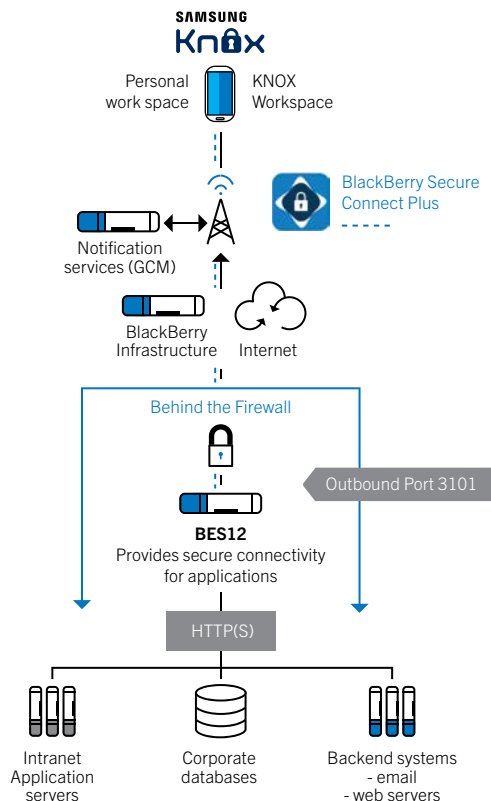 SAMSUNG
Knox
Personal
work space
KNOX
Workspace
BlackBerry Secure
Connect Plus
Notification
services (GCM)
BlackBerry
Infrastructure
Internet
Behind the Firewall
Outbound Port 3101
BES12
Provides secure connectivity
for applications
HTTP(S)
Intranet
Application
servers
Corporate
databases
Backend systems
- email
- web servers